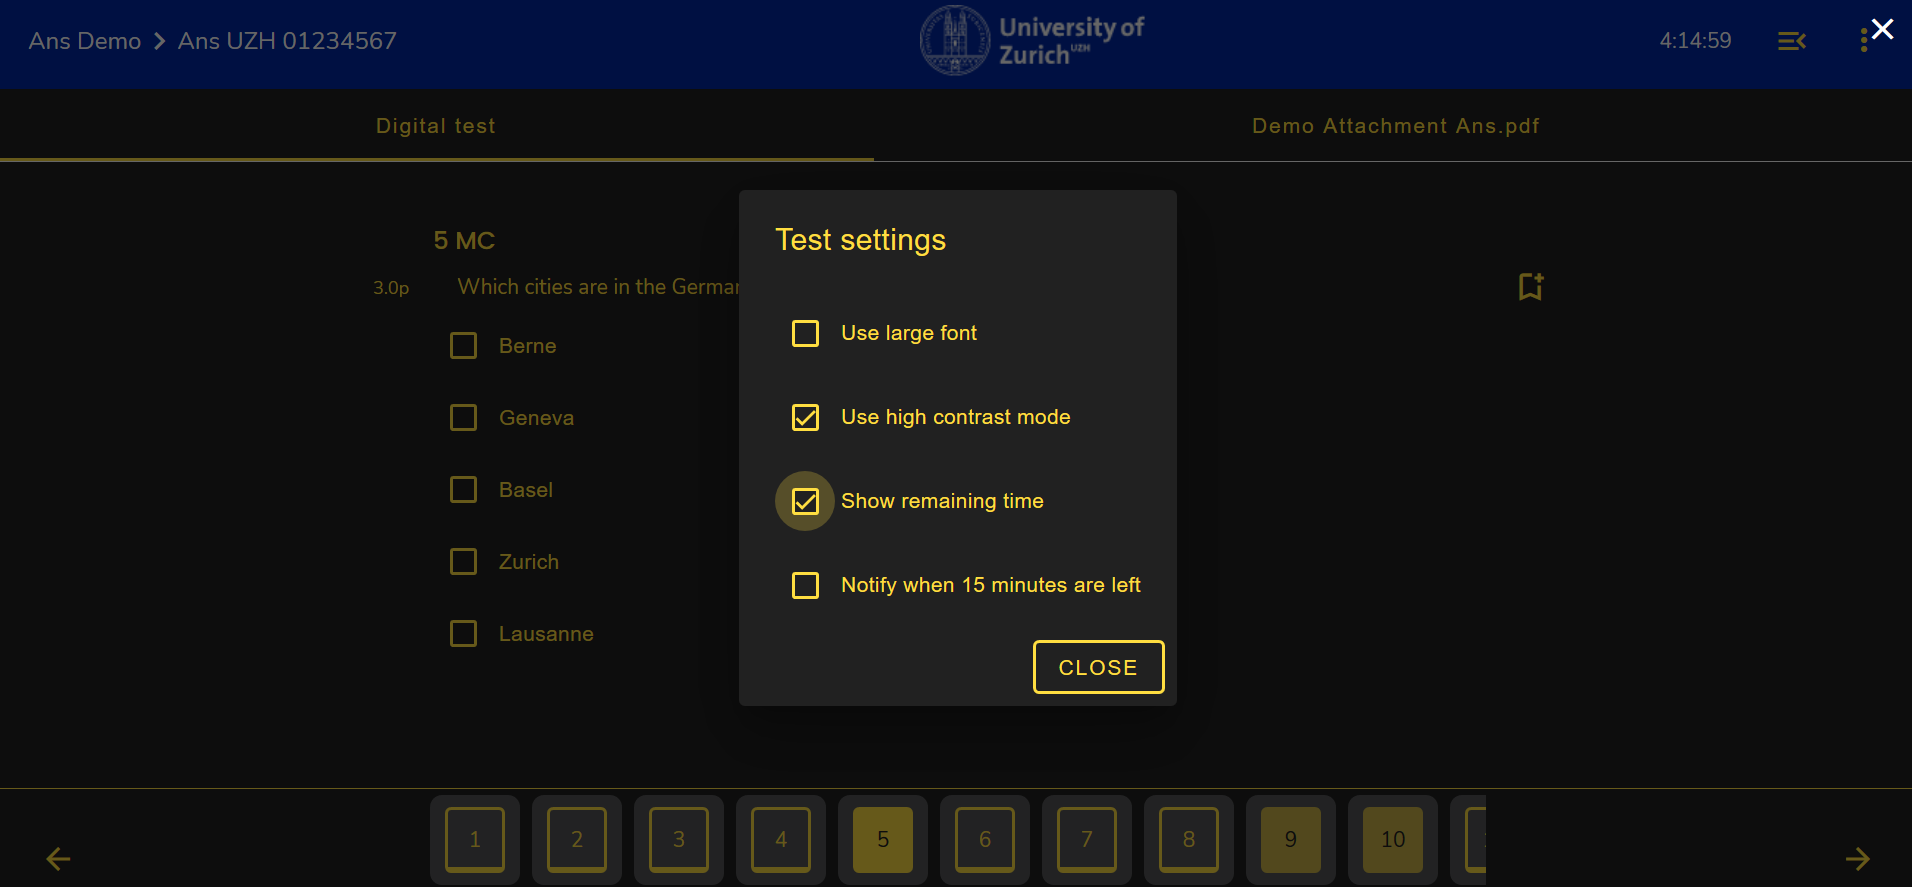 Ans Demo > Ans UZH 01234567
University of
Zurich UZH
4:14:59
Digital test
Demo Attachment Ans.pdf
5 MC
3.0p
Which cities are in the German
Berne
Geneva
Basel
Zurich
Lausanne
Test settings
Use large font
Use high contrast mode
Show remaining time
Notify when 15 minutes are left
CLOSE
1 2 3 4 5 6 7 8 9 10